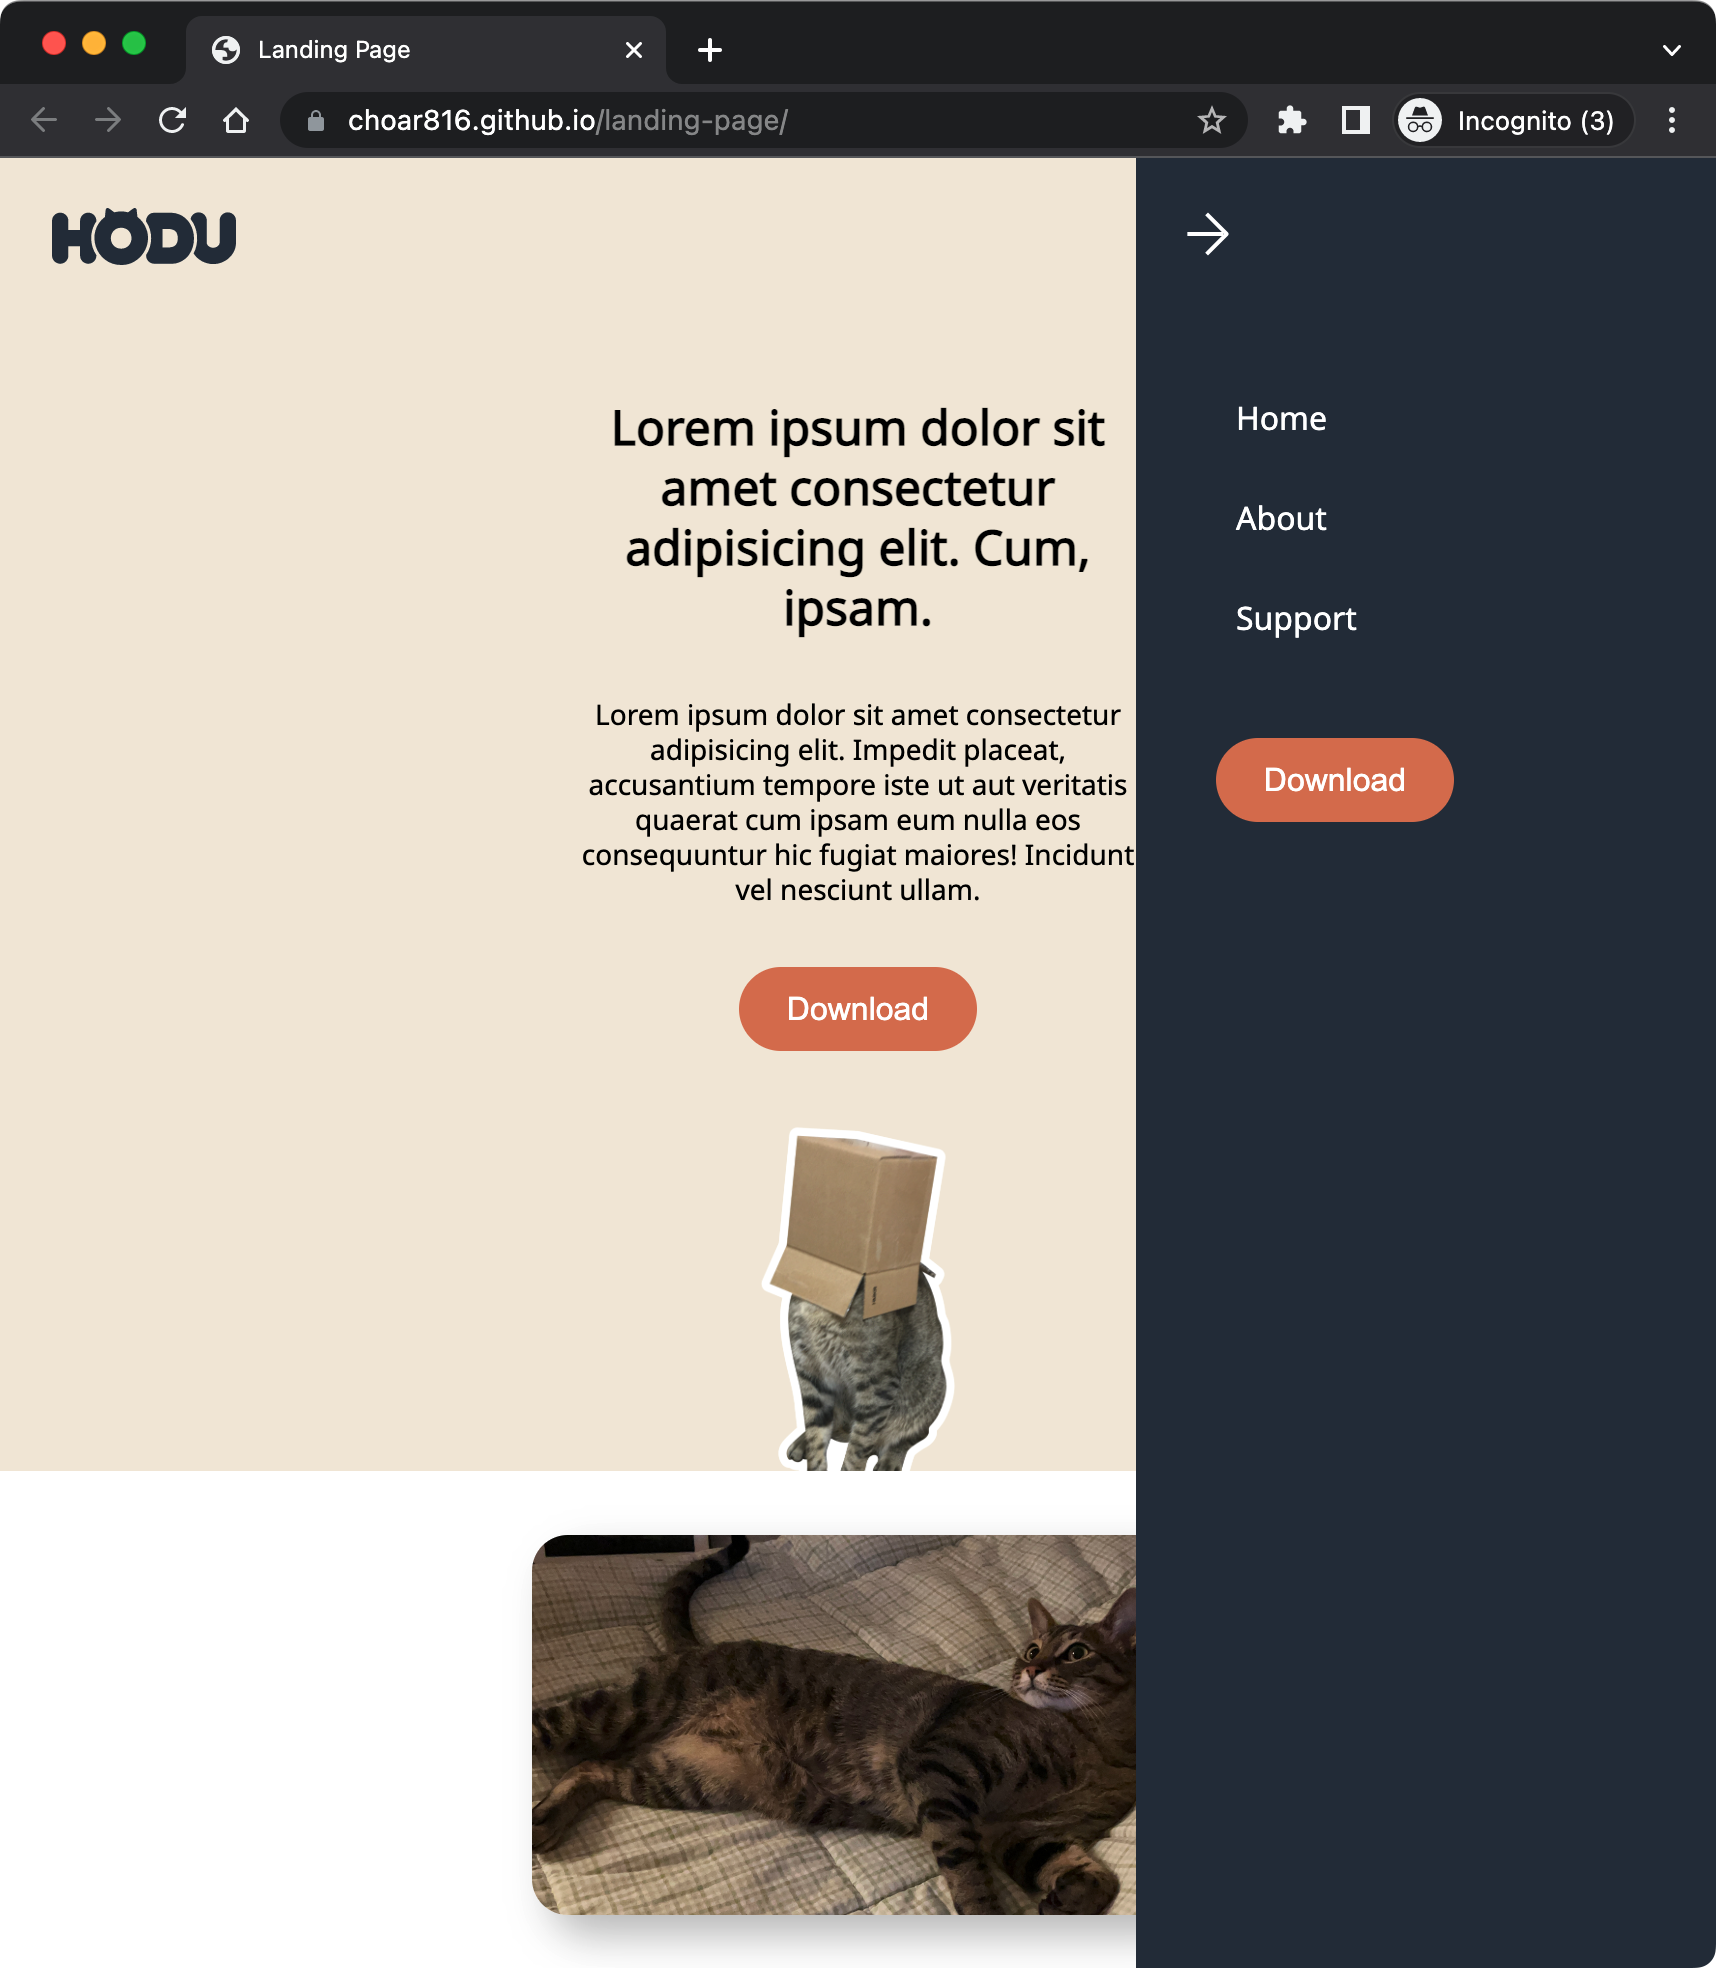 Landing Page
choar816.github.io/landing-page/
Incognito (3)
HODU
Lorem ipsum dolor sit
amet consectetur
adipisicing elit. Cum,
ipsam.
Lorem ipsum dolor sit amet consectetur
adipisicing elit. Impedit placeat,
accusantium tempore iste ut aut veritatis
quaerat cum ipsam eum nulla eos
consequuntur hic fugiat maiores! Incidunt
vel nesciunt ullam.
Download
Home
About
Support
Download